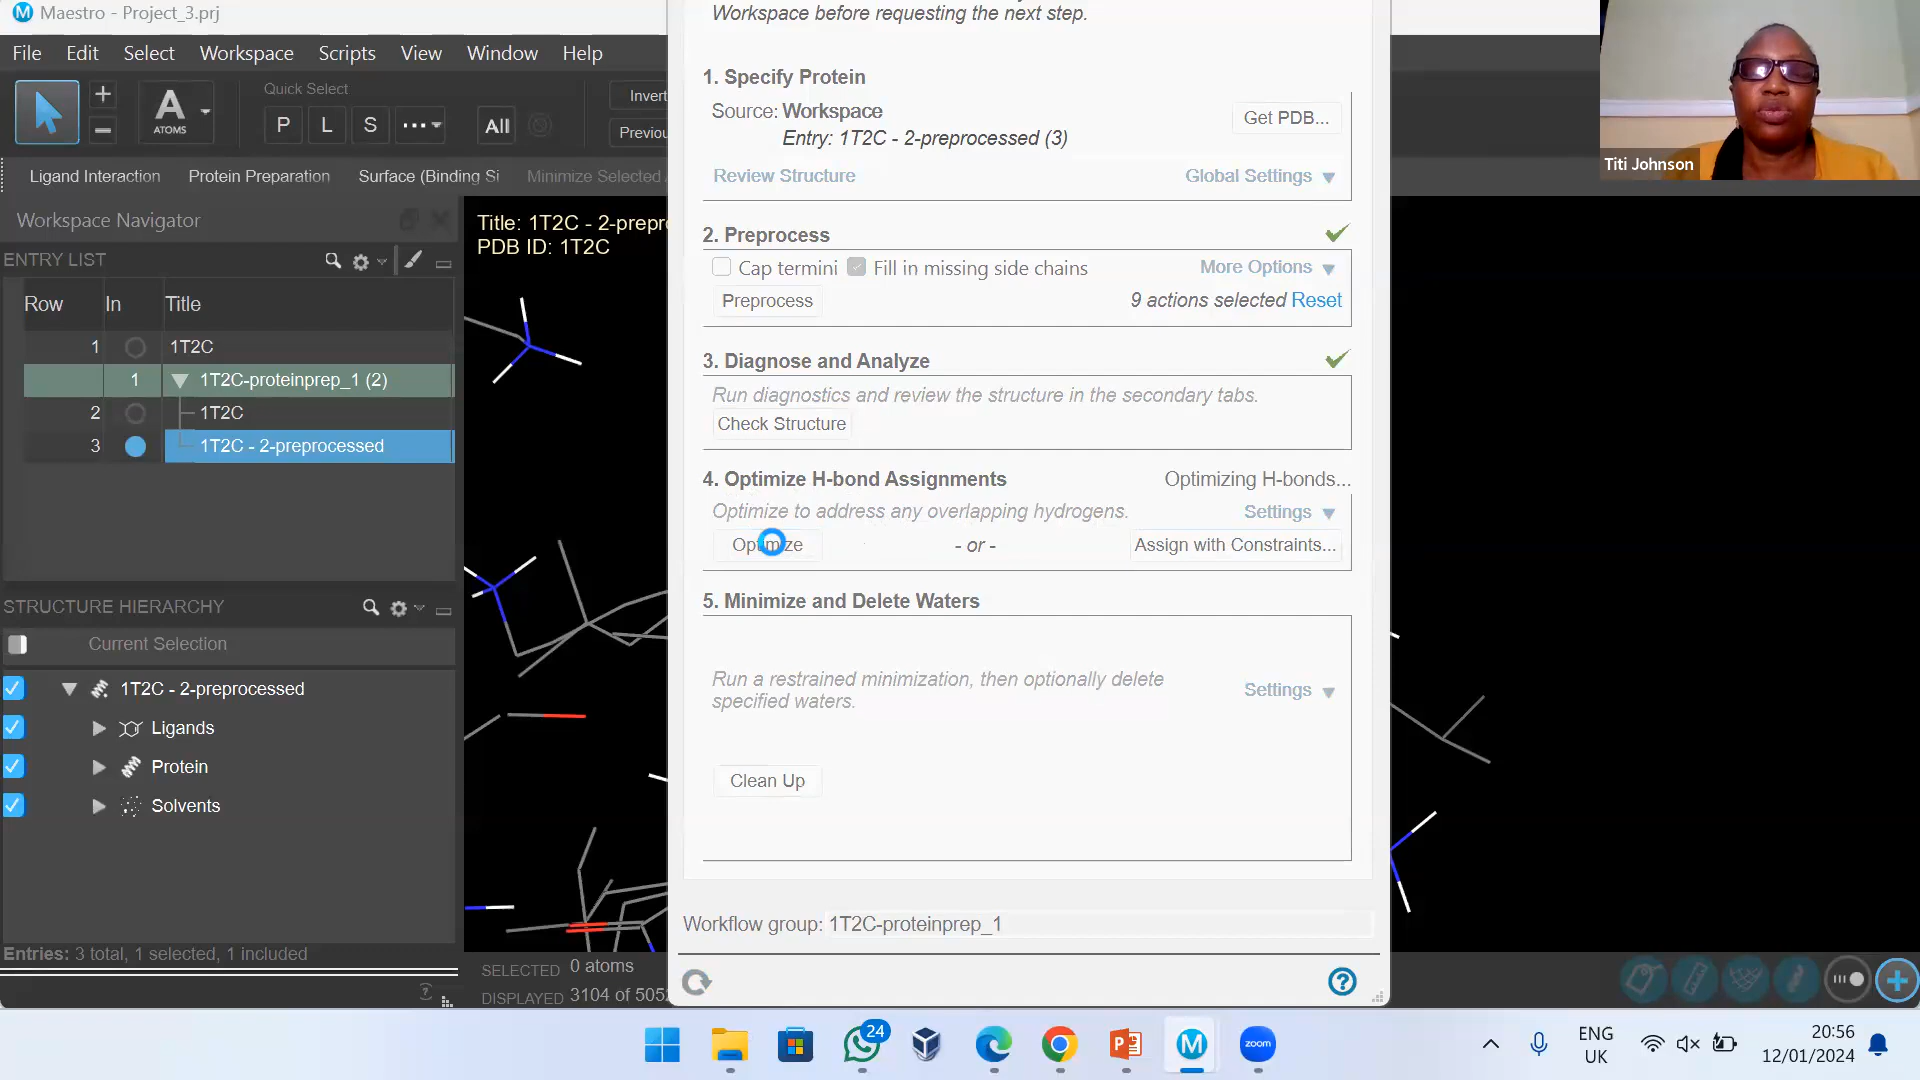 Maestro - Project_3.prj
Workspace before requesting the next step.
File Edit Select Workspace Scripts View Window Help
Quick Select
Invert
ATOMS
P L S ... All
Previou
1. Specify Protein
Source: Workspace
Get PDB...
Entry: 1T2C - 2-preprocessed (3)
Review Structure
Global Settings
Titi Johnson
Ligand Interaction Protein Preparation Surface (Binding Si Minimize Selected
Workspace Navigator
Title: 1T2C - 2-prepr
PDB ID: 1T2C
ENTRY LIST
Row In Title
1 1T2C
1 1T2C-proteinprep_1 (2)
2 1T2C
3 1T2C - 2-preprocessed
2. Preprocess
Cap termini Fill in missing side chains
More Options
Preprocess
9 actions selected Reset
3. Diagnose and Analyze
Run diagnostics and review the structure in the secondary tabs.
Check Structure
4. Optimize H-bond Assignments
Optimizing H-bonds...
Optimize to address any overlapping hydrogens.
Settings
Optimize
- or -
Assign with Constraints...
5. Minimize and Delete Waters
Run a restrained minimization, then optionally delete
specified waters.
Settings
Clean Up
STRUCTURE HIERARCHY
Current Selection
1T2C - 2-preprocessed
Ligands
Protein
Solvents
Entries: 3 total, 1 selected, 1 included
Workflow group: 1T2C-proteinprep_1
SELECTED 0 atoms
DISPLAYED 3104 of 5052
24
zoom
ENG
UK
20:56
12/01/2024